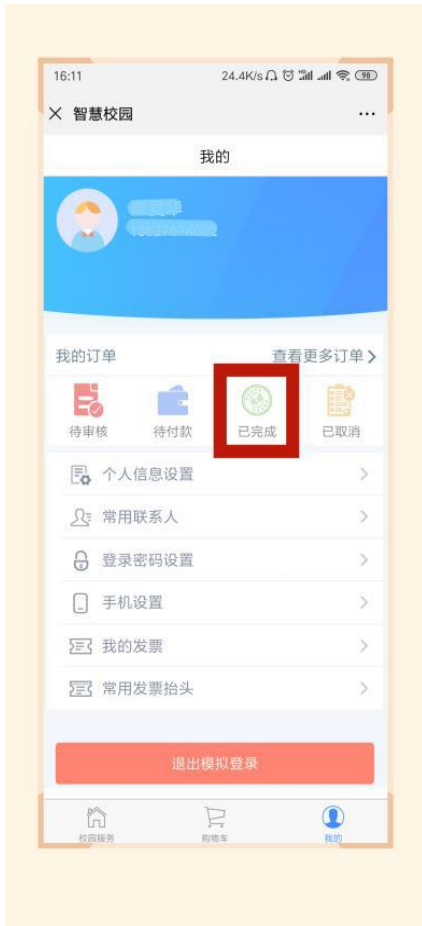 16:11 24.4K/s 98
智慧校园
我的
我的订单 查看更多订单
待审核 待付款 已完成 已取消
个人信息设置
常用联系人
登录密码设置
手机设置
我的发票
常用发票抬头
退出模拟登录
校园服务 购物车 我的